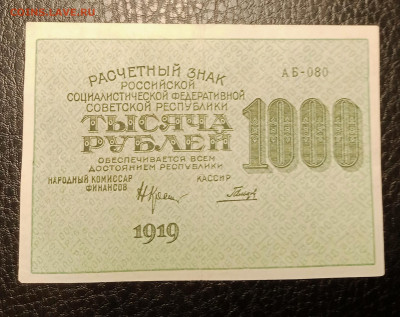 РАСЧЕТНЫЙ ЗНАК
РОССИЙСКОЙ
СОЦИАЛИСТИЧЕСКОЙ ФЕДЕРАТИВНОЙ
СОВЕТСКОЙ РЕСПУБЛИКИ
ТЫСЯЧА
РУБЛЕЙ
ОБЕСПЕЧИВАЕТСЯ ВСЕМ
ДОСТОЯНИЕМ РЕСПУБЛИКИ
НАРОДНЫЙ КОМИССАР
ФИНАНСОВ
КАССИР
1919
АБ-080
1000